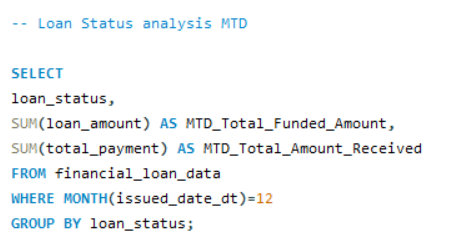 -- Loan Status analysis MTD
SELECT
loan_status,
SUM(loan_amount) AS MTD_Total_Funded_Amount,
SUM(total_payment) AS MTD_Total_Amount_Received
FROM financial_loan_data
WHERE MONTH(issued_date_dt)=12
GROUP BY loan_status;